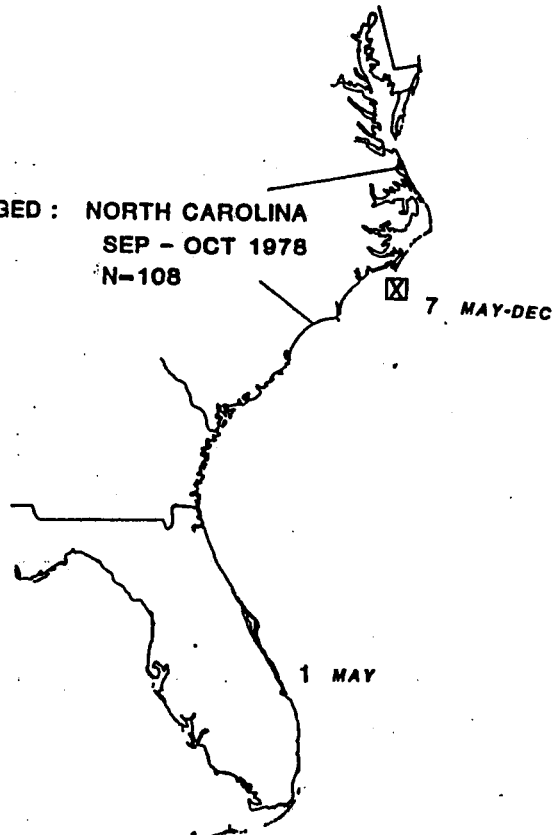 GED : NORTH CAROLINA
SEP - OCT 1978
N-108
X
7 MAY-DEC
1 MAY